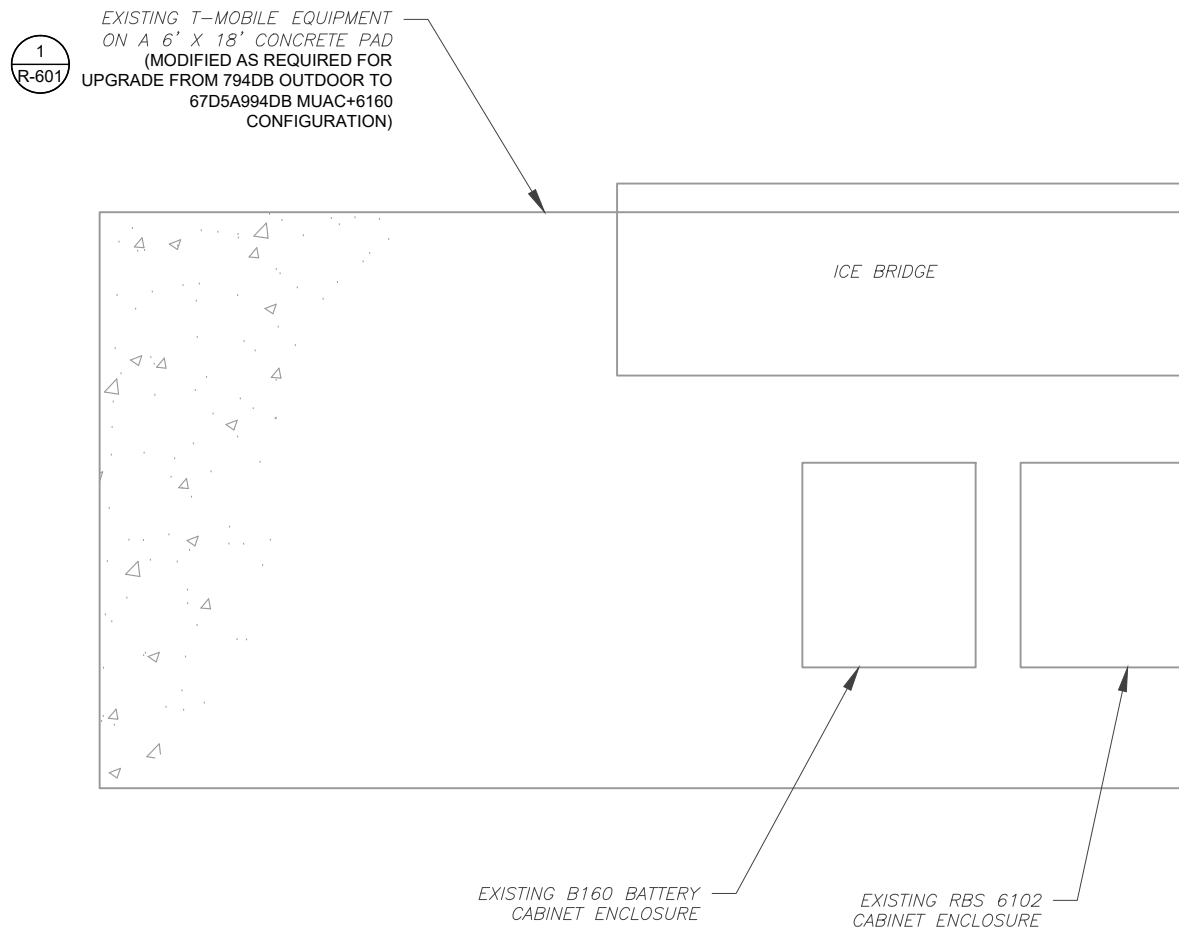 EXISTING T-MOBILE EQUIPMENT
ON A 6' X 18' CONCRETE PAD
(MODIFIED AS REQUIRED FOR
UPGRADE FROM 794DB OUTDOOR TO
67D5A994DB MUAC+6160
CONFIGURATION)
1
R-601
ICE BRIDGE
EXISTING B160 BATTERY
CABINET ENCLOSURE
EXISTING RBS 6102
CABINET ENCLOSURE